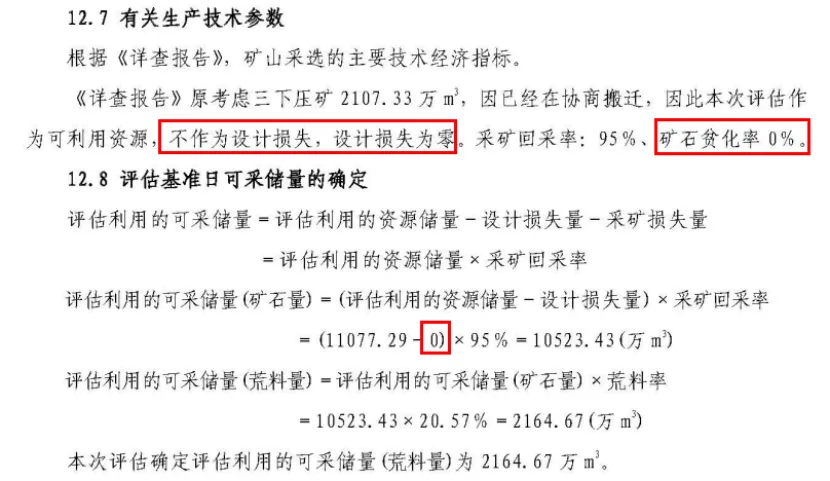 12.7 有关生产技术参数
根据《详查报告》，矿山采选的主要技术经济指标。
《详查报告》原考虑三下压矿 2107.33 万 m³，因已经在协商搬迁，因此本次评估作
为可利用资源，不作为设计损失，设计损失为零。采矿回采率：95%、矿石贫化率 0%。
12.8 评估基准日可采储量的确定
评估利用的可采储量＝评估利用的资源储量－设计损失量－采矿损失量
＝评估利用的资源储量×采矿回采率
评估利用的可采储量(矿石量)＝(评估利用的资源储量－设计损失量)×采矿回采率
＝(11077.29－0)×95%＝10523.43(万 m³)
评估利用的可采储量(荒料量)＝评估利用的可采储量(矿石量)×荒料率
＝10523.43×20.57%＝2164.67(万 m³)
本次评估确定评估利用的可采储量(荒料量)为 2164.67 万 m³。